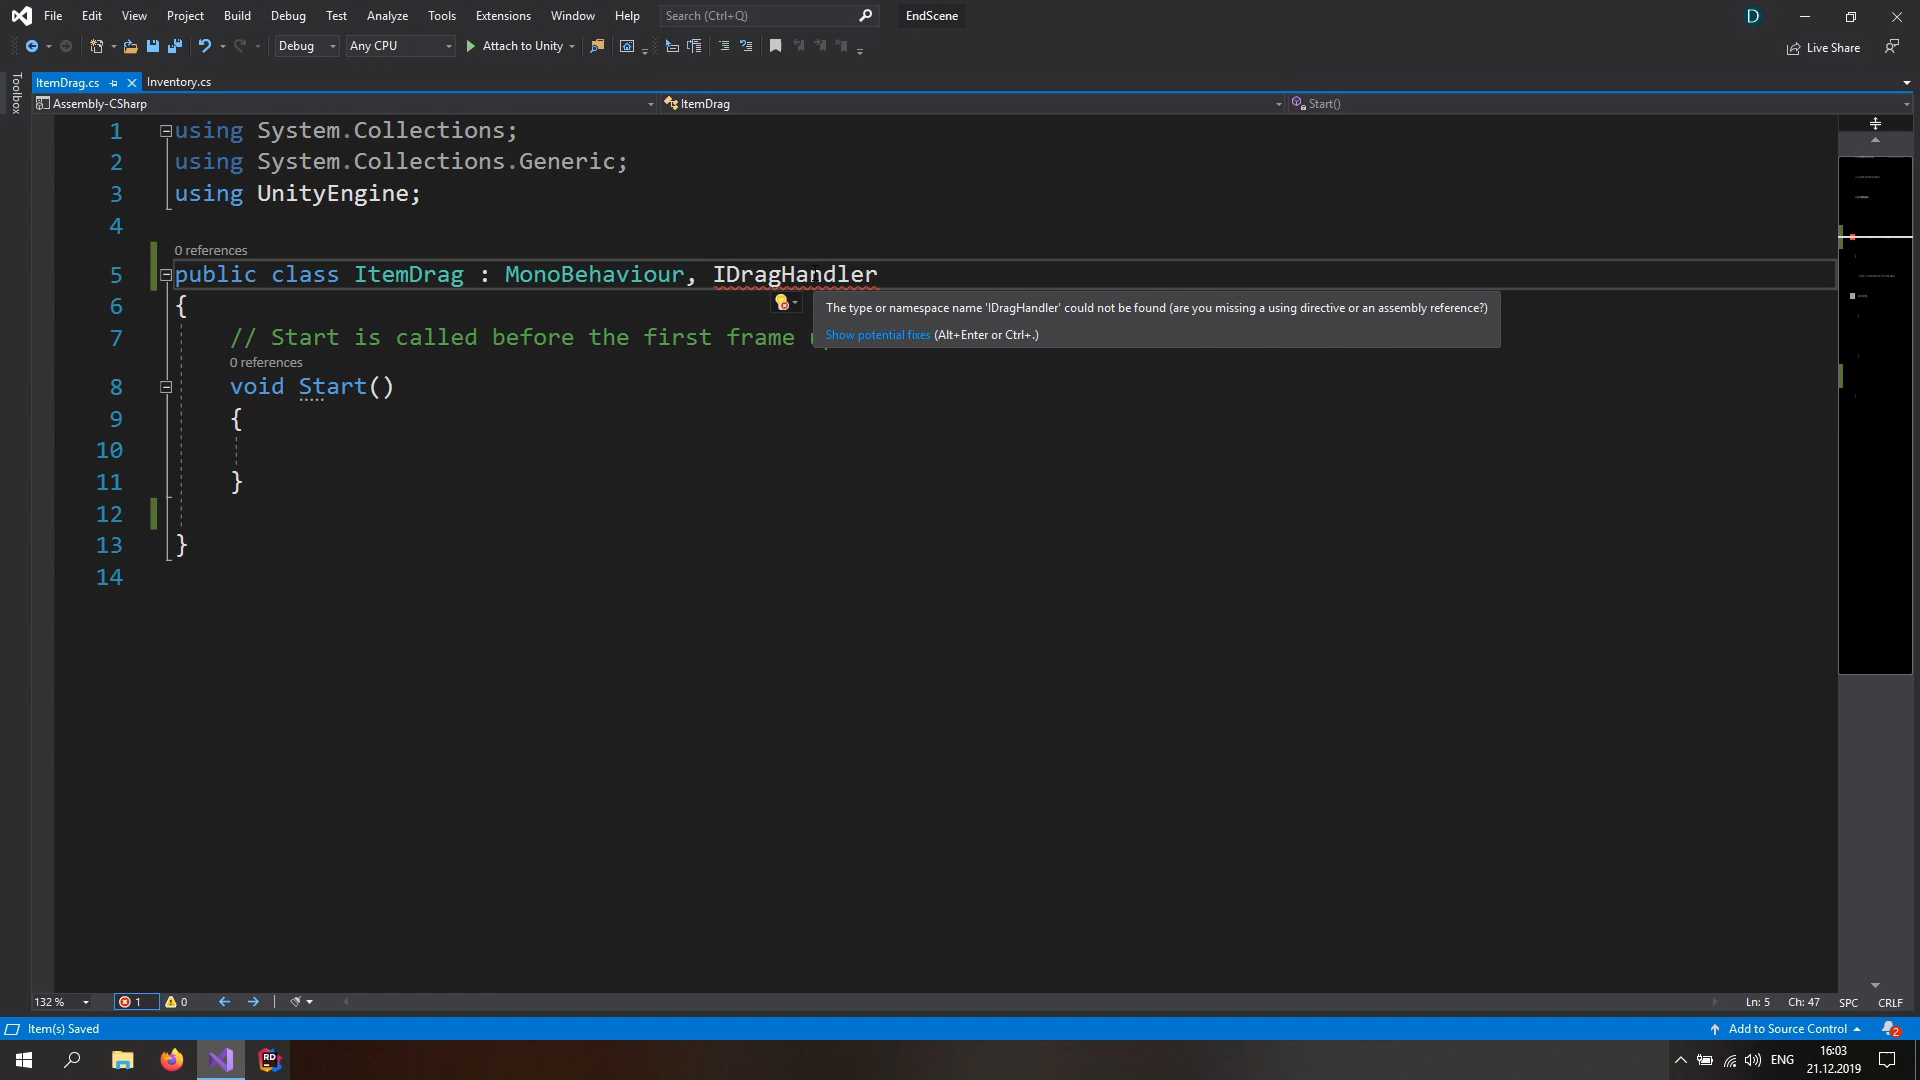 File Edit View Project Build Debug Test Analyze Tools Extensions Window Help Search (Ctrl+Q) EndScene D
Debug Any CPU Attach to Unity Live Share
Toolbox
ItemDrag.cs Inventory.cs
Assembly-CSharp ItemDrag Start()
1 using System.Collections;
2 using System.Collections.Generic;
3 using UnityEngine;
4
0 references
5 public class ItemDrag : MonoBehaviour, IDragHandler
6 {
The type or namespace name 'IDragHandler' could not be found (are you missing a using directive or an assembly reference?)
7 // Start is called before the first frame
Show potential fixes (Alt+Enter or Ctrl+.)
0 references
8 void Start()
9 {
10
11 }
12
13 }
14
132 % 1 0 Ln: 5 Ch: 47 SPC CRLF
Item(s) Saved Add to Source Control 2
RD ENG 16:03
21.12.2019